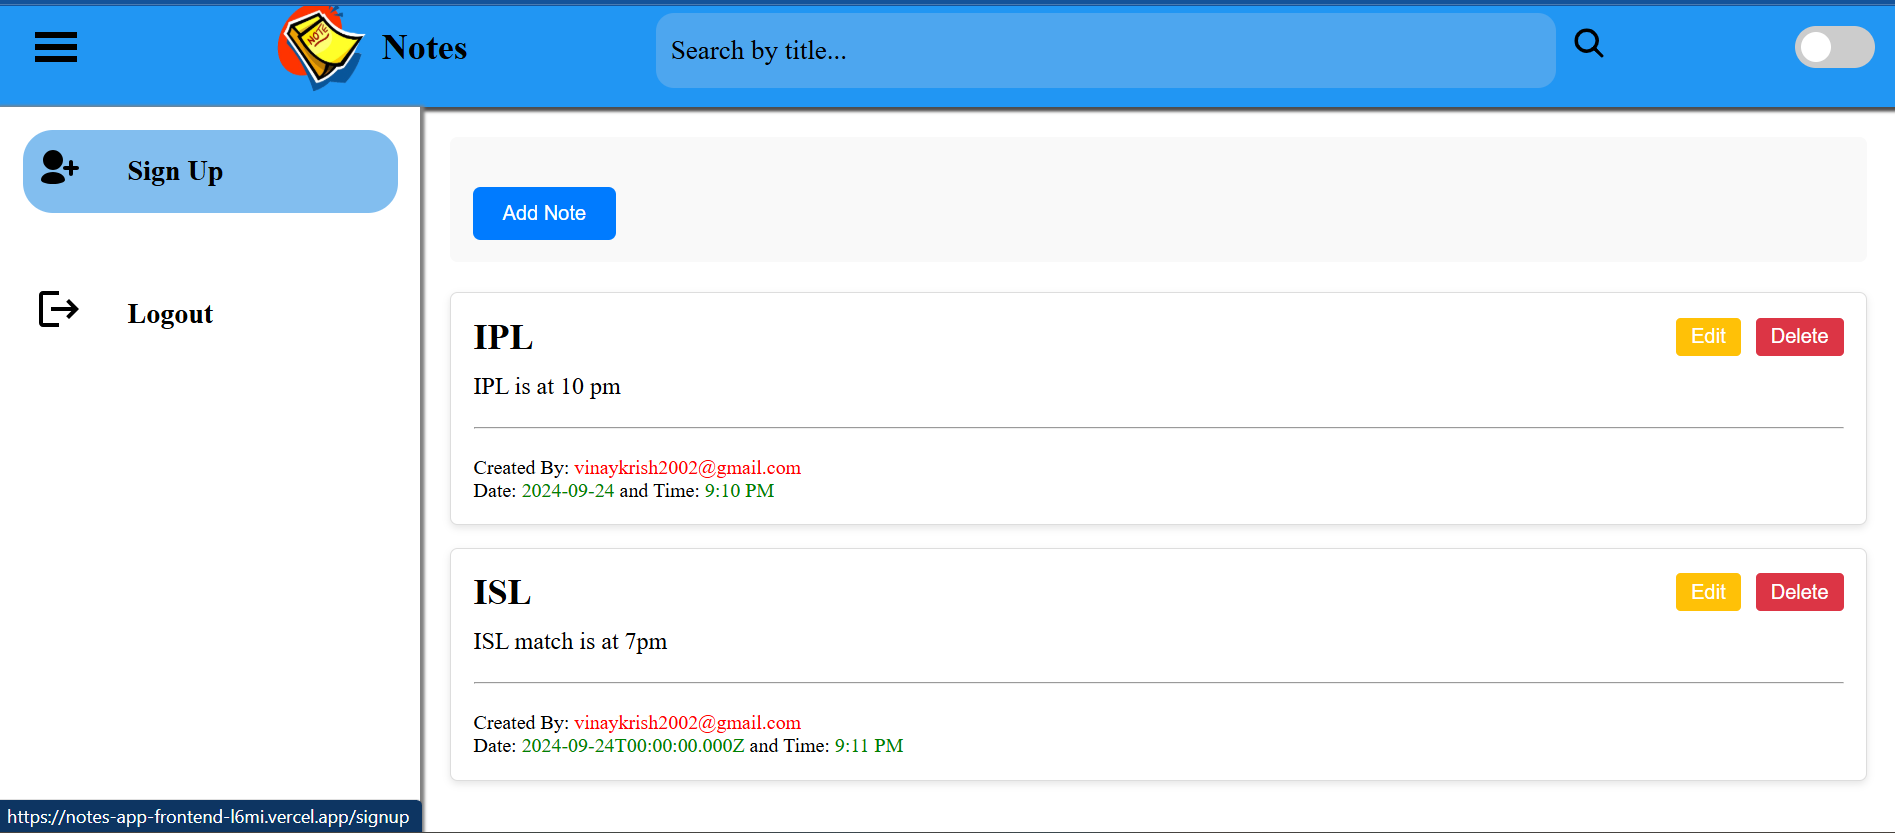 NOTE
Notes
Search by title...
Sign Up
Logout
Add Note
IPL
Edit
Delete
IPL is at 10 pm
Created By: vinaykrish2002@gmail.com
Date: 2024-09-24 and Time: 9:10 PM
ISL
Edit
Delete
ISL match is at 7pm
Created By: vinaykrish2002@gmail.com
Date: 2024-09-24T00:00:00.000Z and Time: 9:11 PM
https://notes-app-frontend-l6mi.vercel.app/signup